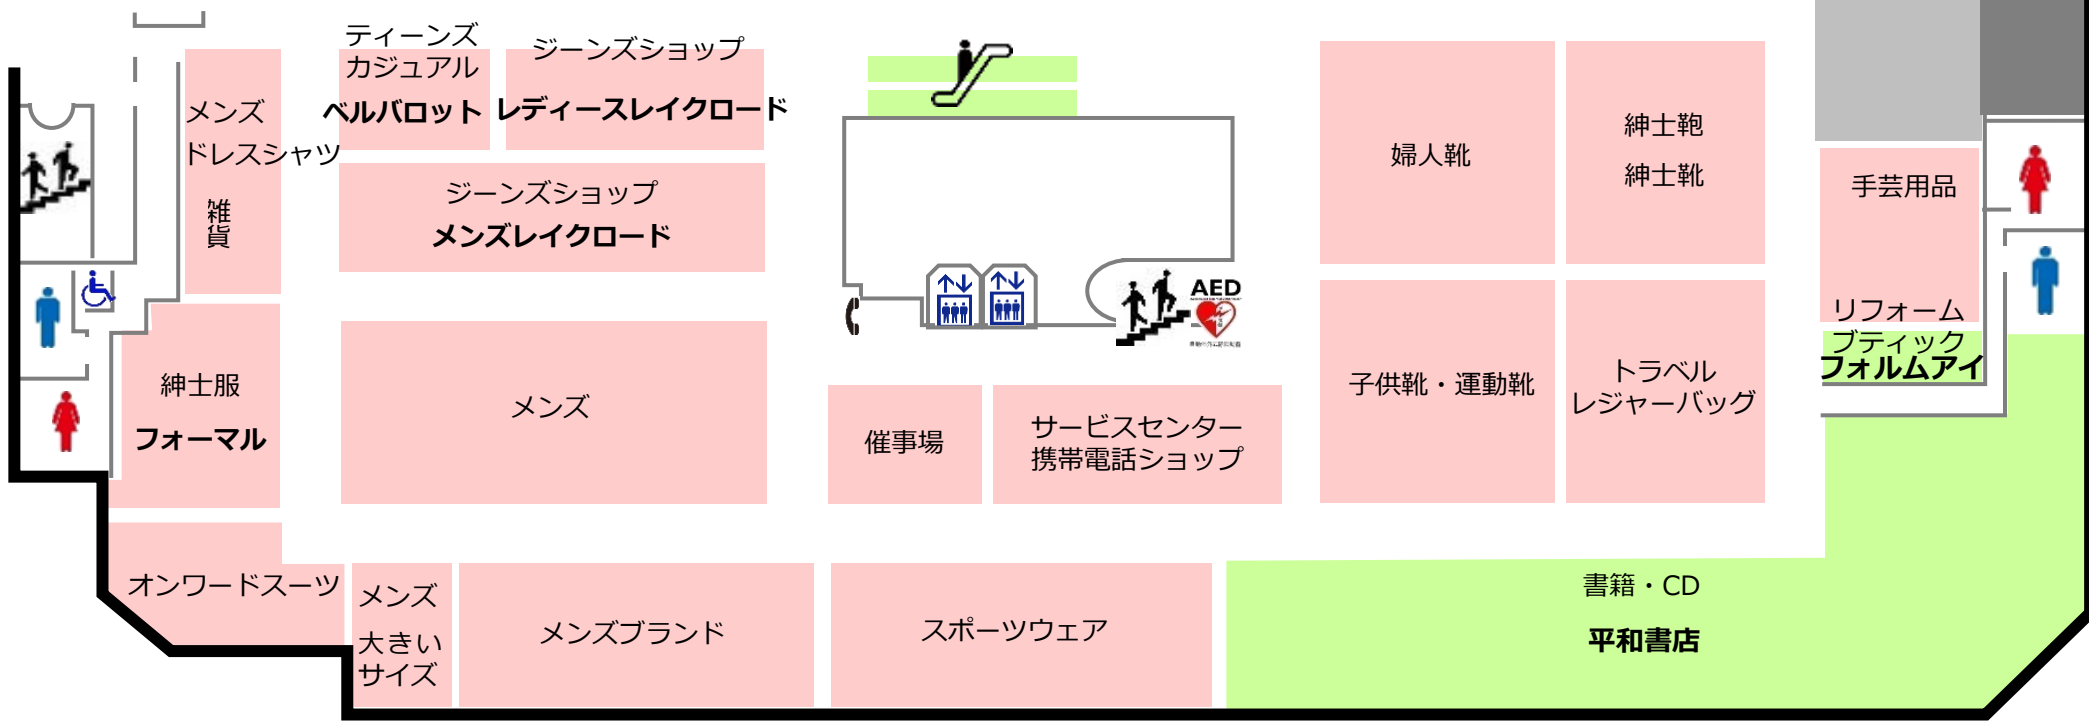 ティーンズ
カジュアル
ベルバロット
ジーンズショップ
レディースレイクロード
メンズ
ドレスシャツ
雑貨
ジーンズショップ
メンズレイクロード
婦人靴
紳士鞄
紳士靴
手芸用品
AED
リフォーム
ブティック
フォルムアイ
紳士服
フォーマル
メンズ
催事場
サービスセンター
携帯電話ショップ
子供靴・運動靴
トラベル
レジャーバッグ
オンワードスーツ
メンズ
大きい
サイズ
メンズブランド
スポーツウェア
書籍・CD
平和書店